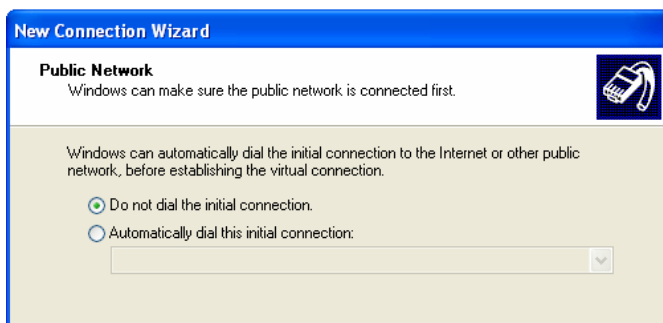 New Connection Wizard
Public Network
Windows can make sure the public network is connected first.
Windows can automatically dial the initial connection to the Internet or other public
network, before establishing the virtual connection.
Do not dial the initial connection.
Automatically dial this initial connection: